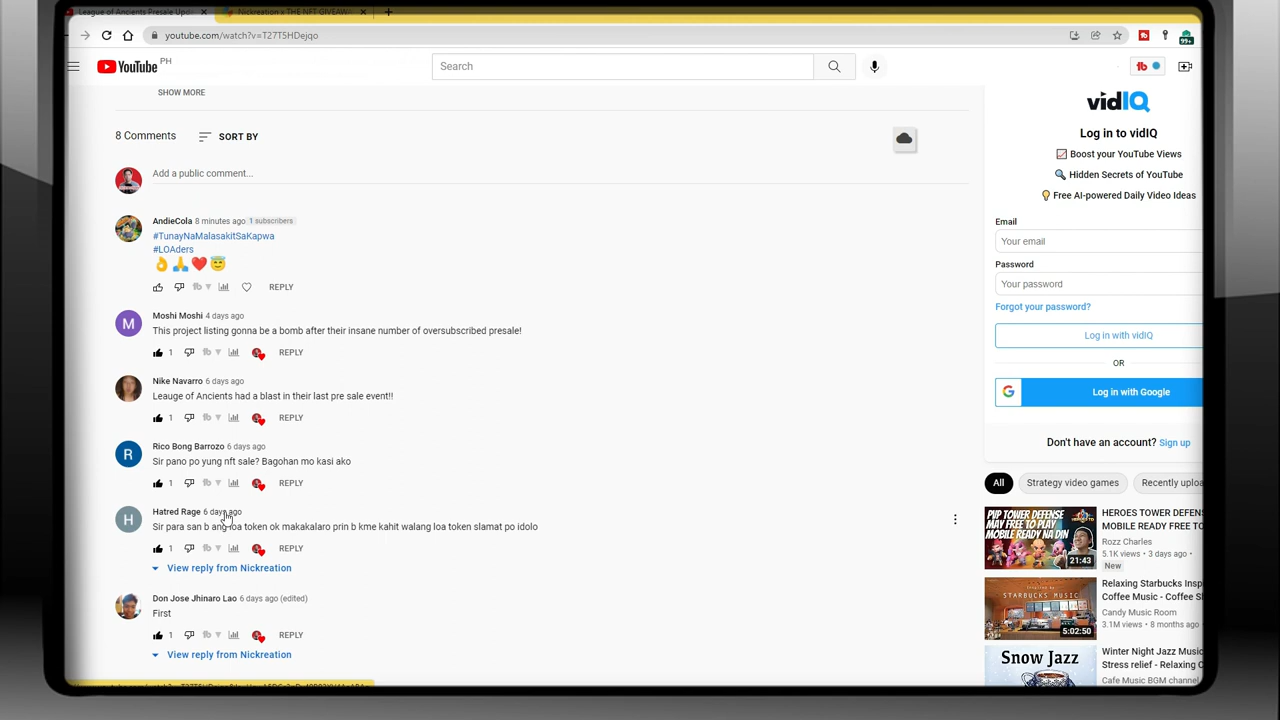 League of Ancients Presale Upda
Nickreation x THE NFT GIVEAW
youtube.com/watch?v=T27T5HDejqo
99+
YouTube PH
Search
tb
SHOW MORE
8 Comments SORT BY
Add a public comment...
AndieCola 8 minutes ago 1 subscribers
#TunayNaMalasakitSaKapwa
#LOAders
👌🙏❤️😇
REPLY
M
Moshi Moshi 4 days ago
This project listing gonna be a bomb after their insane number of oversubscribed presale!
1 REPLY
Nike Navarro 6 days ago
Leauge of Ancients had a blast in their last pre sale event!!
1 REPLY
R
Rico Bong Barrozo 6 days ago
Sir pano po yung nft sale? Bagohan mo kasi ako
1 REPLY
H
Hatred Rage 6 days ago
Sir para san b ang loa token ok makakalaro prin b kme kahit walang loa token slamat po idolo
1 REPLY
View reply from Nickreation
Don Jose Jhinaro Lao 6 days ago (edited)
First
1 REPLY
View reply from Nickreation
vidIQ
Log in to vidIQ
📈 Boost your YouTube Views
🔍 Hidden Secrets of YouTube
💡 Free AI-powered Daily Video Ideas
Email
Your email
Password
Your password
Forgot your password?
Log in with vidIQ
OR
G Log in with Google
Don't have an account? Sign up
All Strategy video games Recently uploa
PVP TOWER DEFENSE
MAY FREE TO PLAY
MOBILE READY NA DIN
21:43
HEROES TOWER DEFENS
MOBILE READY FREE TO
Rozz Charles
5.1K views • 3 days ago •
New
STARBUCKS MUSIC
5:02:50
Relaxing Starbucks Insp
Coffee Music - Coffee Sh
Candy Music Room
3.1M views • 8 months ago
SNOW JAZZ
Winter Night Jazz Music
Stress relief - Relaxing C
Cafe Music BGM channel